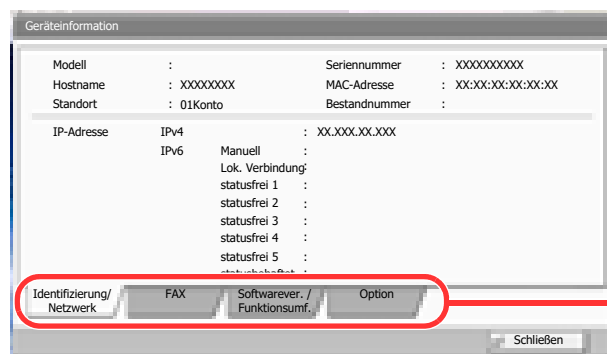 Geräteinformation
Modell : Seriennummer : XXXXXXXXXX
Hostname : XXXXXXXX MAC-Adresse : XX:XX:XX:XX:XX:XX
Standort : 01Konto Bestandnummer :
IP-Adresse IPv4 : XX.XXX.XX.XXX
IPv6 Manuell :
Lok. Verbindung:
statusfrei 1 :
statusfrei 2 :
statusfrei 3 :
statusfrei 4 :
statusfrei 5 :
statusbehaftet :
Identifizierung/
Netzwerk
FAX
Softwarever. /
Funktionsumf.
Option
Schließen